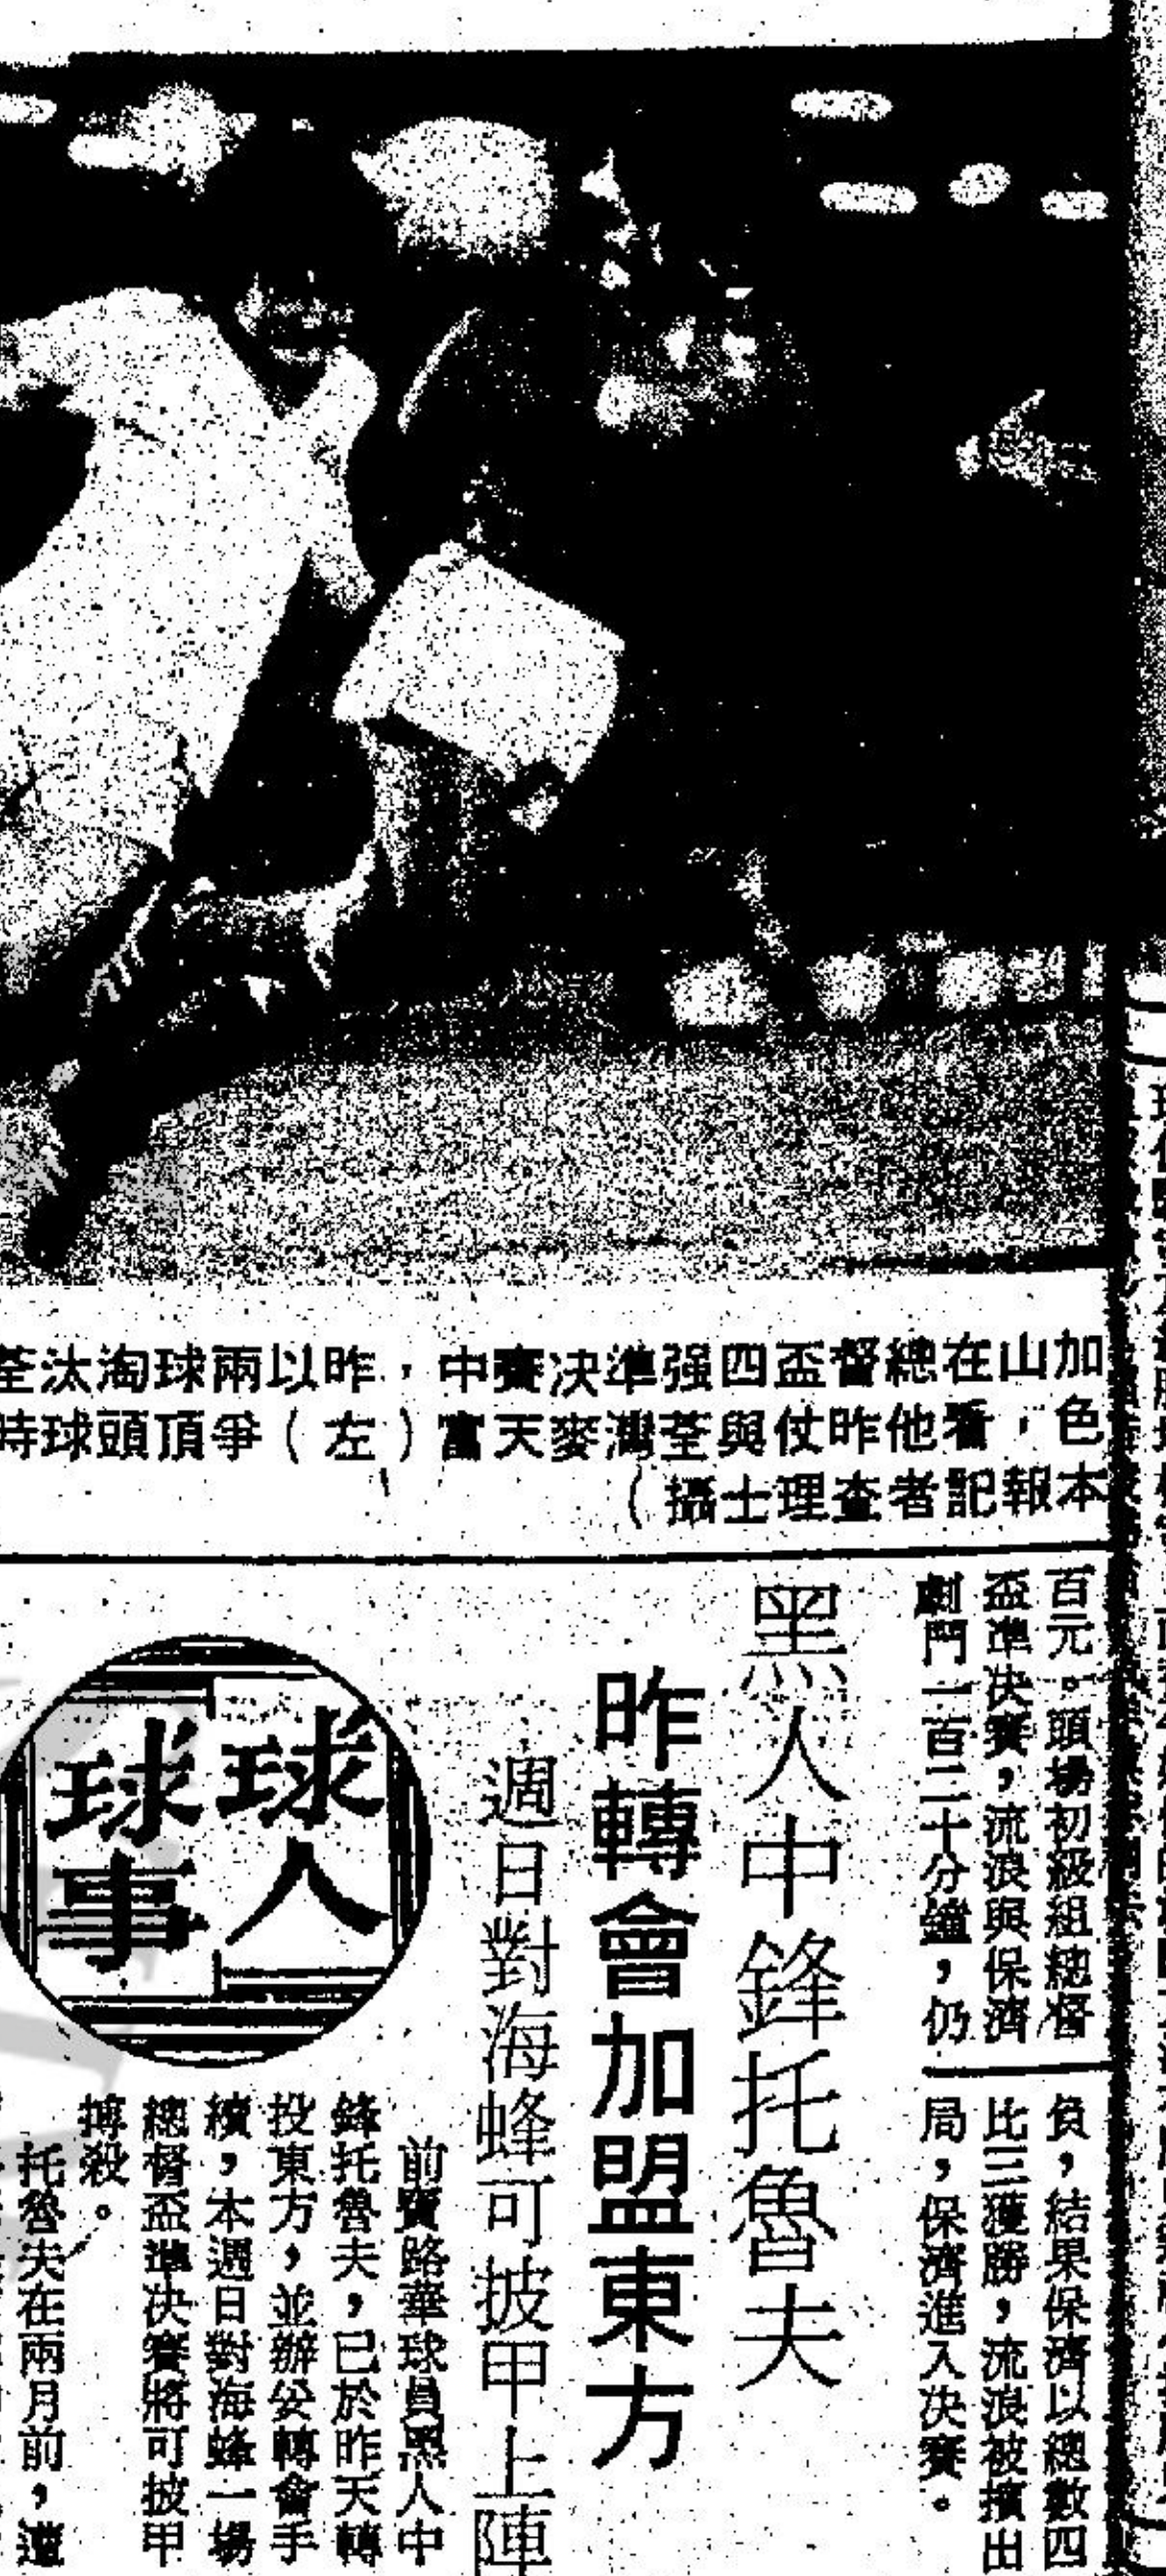 加山在總督盃四强準决賽中，昨以兩球淘汰荃
色，看他昨仗與荃灣麥天富（左）爭頂頭球時
本報記者查理士攝（
百元。頭場初級組總督
盃準决賽，流浪與保濟
劇鬥一百二十分鐘，仍
負，結果保濟以總數四
比三獲勝，流浪被擯出
局，保濟進入决賽。
黑人中鋒托魯夫
昨轉會加盟東方
週日對海蜂可披甲上陣
球人
球事
前寶路華球員黑人中
鋒托魯夫，已於昨天轉
投東方，並辦妥轉會手
續，本週日對海蜂一場
總督盃準决賽將可披甲
搏殺。
托魯夫在兩月前，遭